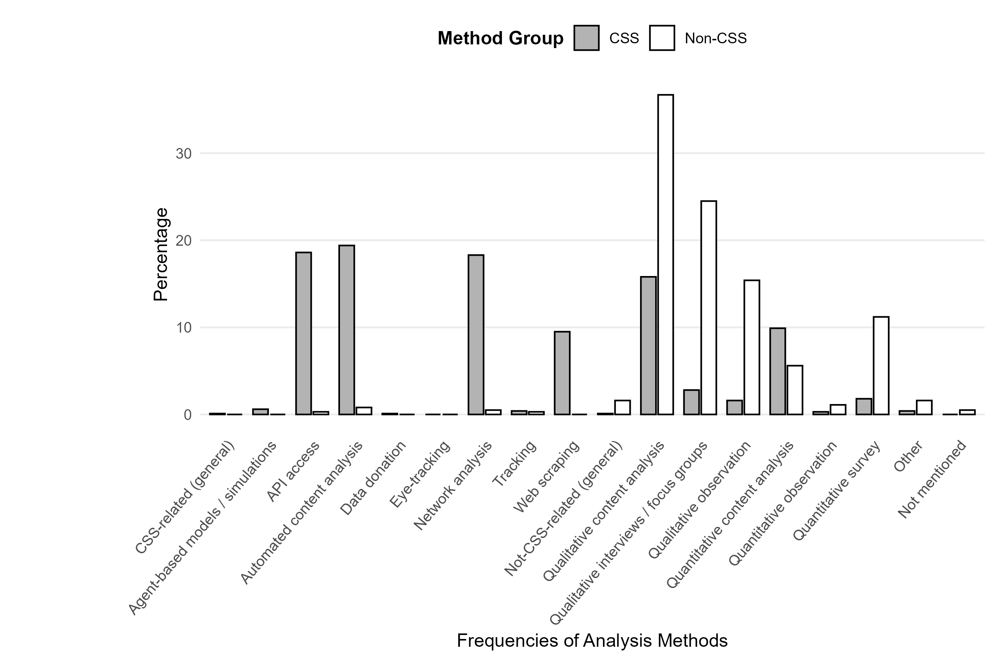 Method Group CSS Non-CSS
Percentage
30
20
10
0
CSS-related (general)
Agent-based models / simulations
API access
Automated content analysis
Data donation
Eye-tracking
Network analysis
Tracking
Web scraping
Not-CSS-related (general)
Qualitative content analysis
Qualitative interviews / focus groups
Qualitative observation
Quantitative content analysis
Quantitative observation
Quantitative survey
Other
Not mentioned
Frequencies of Analysis Methods